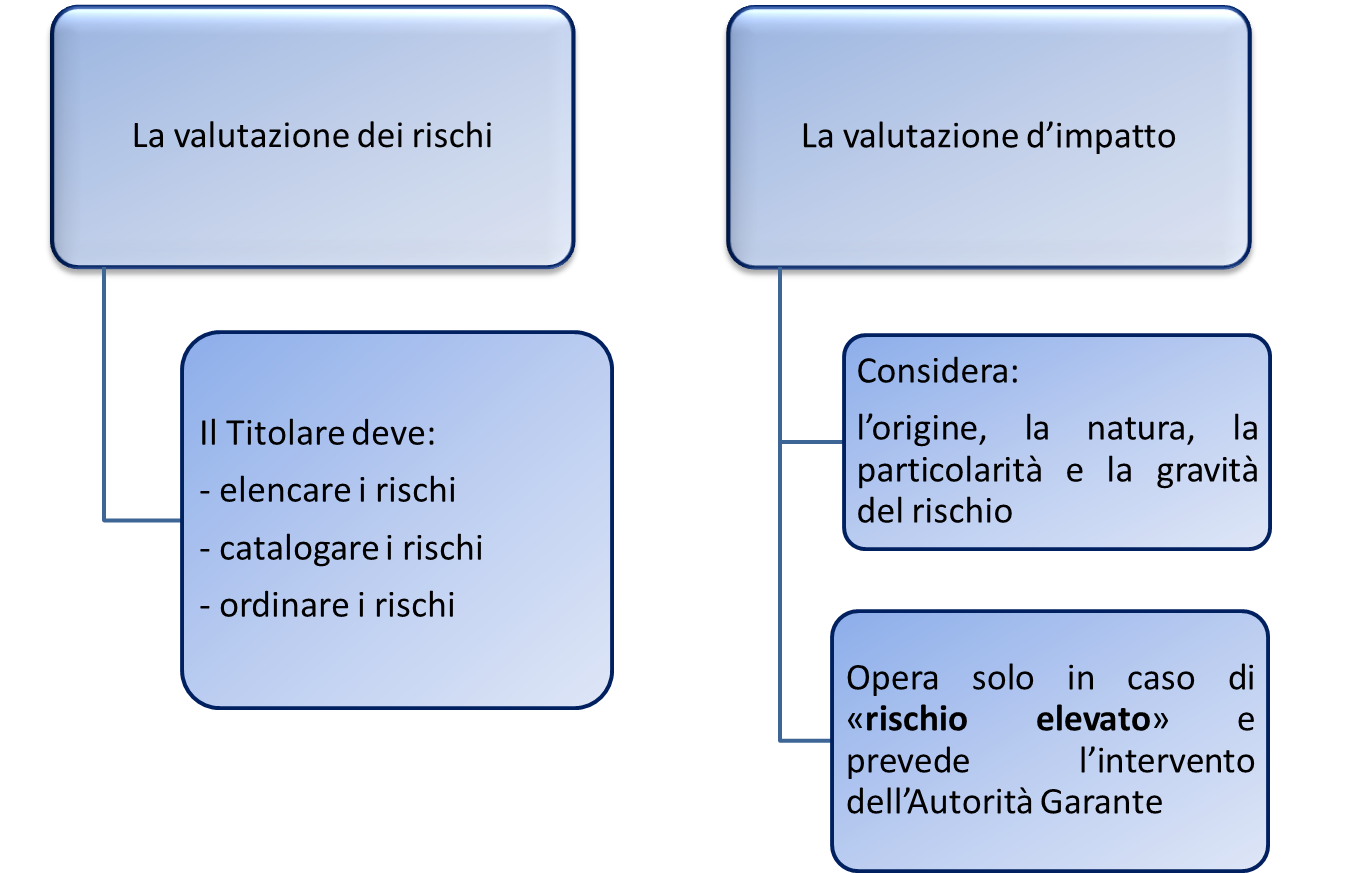 La valutazione dei rischi
Il Titolare deve:
- elencare i rischi
- catalogare i rischi
- ordinare i rischi
La valutazione d’impatto
Considera:
l’origine, la natura, la
particolarità e la gravità
del rischio
Opera solo in caso di
«rischio elevato» e
prevede l’intervento
dell’Autorità Garante